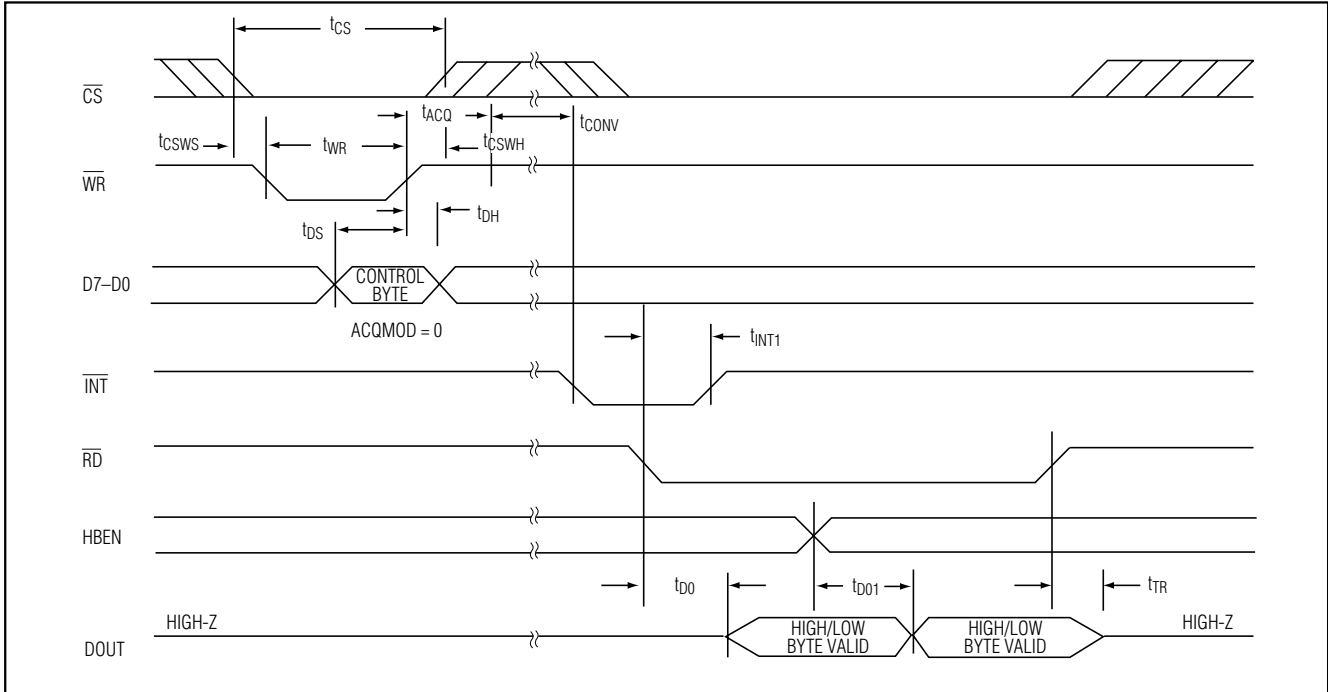 tCS
CS
tACQ
tCONV
tCSWS
tWR
tCSWH
WR
tDH
tDS
D7–D0
CONTROL
BYTE
ACQMOD = 0
tINT1
INT
RD
HBEN
tD0
tD01
tTR
HIGH-Z
HIGH/LOW
BYTE VALID
HIGH/LOW
BYTE VALID
HIGH-Z
DOUT